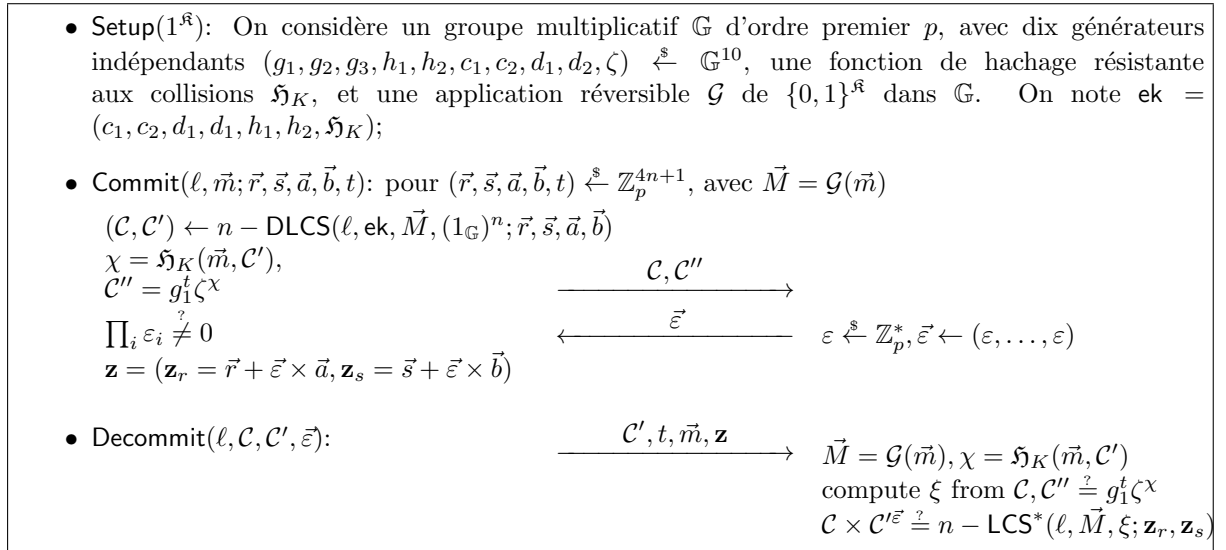 • Setup(1^𝔎): On considère un groupe multiplicatif 𝔾 d'ordre premier p, avec dix générateurs
indépendants (g₁, g₂, g₃, h₁, h₂, c₁, c₂, d₁, d₂, ζ) ←$ 𝔾¹⁰, une fonction de hachage résistante
aux collisions ℌ_K, et une application réversible 𝒢 de {0, 1}^𝔎 dans 𝔾. On note ek =
(c₁, c₂, d₁, d₁, h₁, h₂, ℌ_K);
• Commit(ℓ, m⃗; r⃗, s⃗, a⃗, b⃗, t): pour (r⃗, s⃗, a⃗, b⃗, t) ←$ ℤ_p^{4n+1}, avec M⃗ = 𝒢(m⃗)
(𝒞, 𝒞′) ← n − DLCS(ℓ, ek, M⃗, (1_𝔾)^n; r⃗, s⃗, a⃗, b⃗)
χ = ℌ_K(m⃗, 𝒞′),
𝒞″ = g₁^t ζ^χ 𝒞, 𝒞″
∏_i ε_i ≠? 0 ε⃗ ε ←$ ℤ_p^*, ε⃗ ← (ε, . . . , ε)
𝐳 = (𝐳_r = r⃗ + ε⃗ × a⃗, 𝐳_s = s⃗ + ε⃗ × b⃗)
• Decommit(ℓ, 𝒞, 𝒞′, ε⃗): 𝒞′, t, m⃗, 𝐳 M⃗ = 𝒢(m⃗), χ = ℌ_K(m⃗, 𝒞′)
compute ξ from 𝒞, 𝒞″ =? g₁^t ζ^χ
𝒞 × 𝒞′^ε⃗ =? n − LCS*(ℓ, M⃗, ξ; 𝐳_r, 𝐳_s)